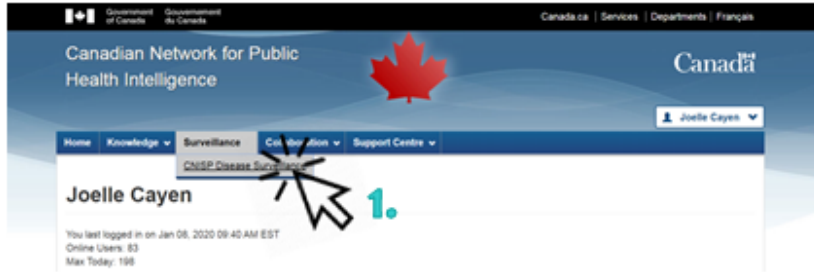 Government of Canada Gouvernement du Canada
Canada.ca | Services | Departments | Français
Canadian Network for Public
Health Intelligence
Canada
Joelle Cayen
Home Knowledge Surveillance Collaboration Support Centre
CNISP Disease Surveillance
1.
Joelle Cayen
You last logged in on Jan 08, 2020 09:40 AM EST
Online Users: 83
Max Today: 198